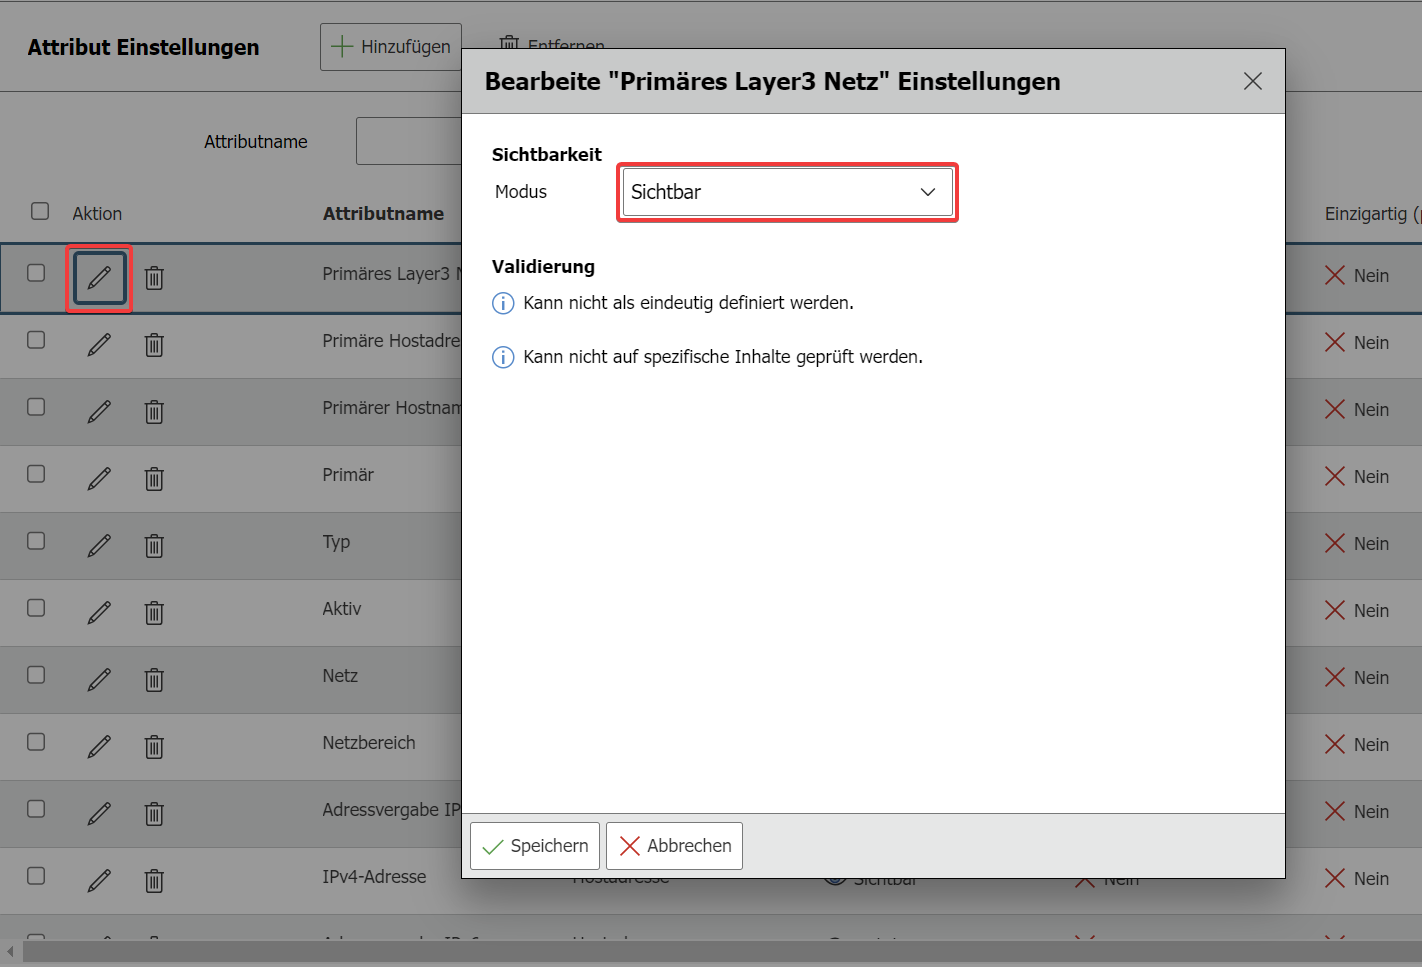 Attribut Einstellungen
Hinzufügen
Entfernen
Bearbeite "Primäres Layer3 Netz" Einstellungen
Attributname
Sichtbarkeit
Modus
Sichtbar
Aktion
Attributname
Einzigartig (
Validierung
Kann nicht als eindeutig definiert werden.
Kann nicht auf spezifische Inhalte geprüft werden.
Primäres Layer3 N
Nein
Primäre Hostadre
Nein
Primärer Hostnam
Nein
Primär
Nein
Typ
Nein
Aktiv
Nein
Netz
Nein
Netzbereich
Nein
Adressvergabe IP
Nein
Speichern
Abbrechen
IPv4-Adresse
Hostadresse
Sichtbar
Nein
Nein